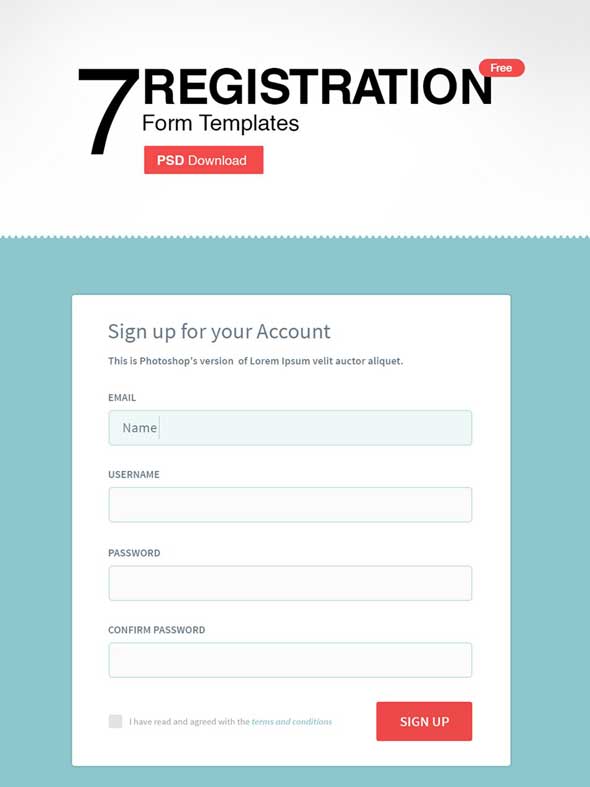 7 REGISTRATION
Free
Form Templates
PSD Download
Sign up for your Account
This is Photoshop's version of Lorem Ipsum velit auctor aliquet.
EMAIL
Name
USERNAME
PASSWORD
CONFIRM PASSWORD
I have read and agreed with the terms and conditions
SIGN UP